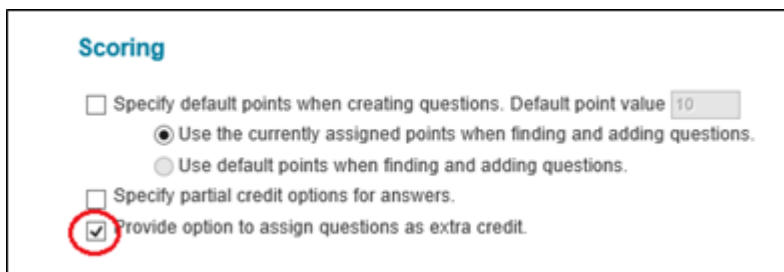 Scoring
Specify default points when creating questions. Default point value 10
Use the currently assigned points when finding and adding questions.
Use default points when finding and adding questions.
Specify partial credit options for answers.
Provide option to assign questions as extra credit.